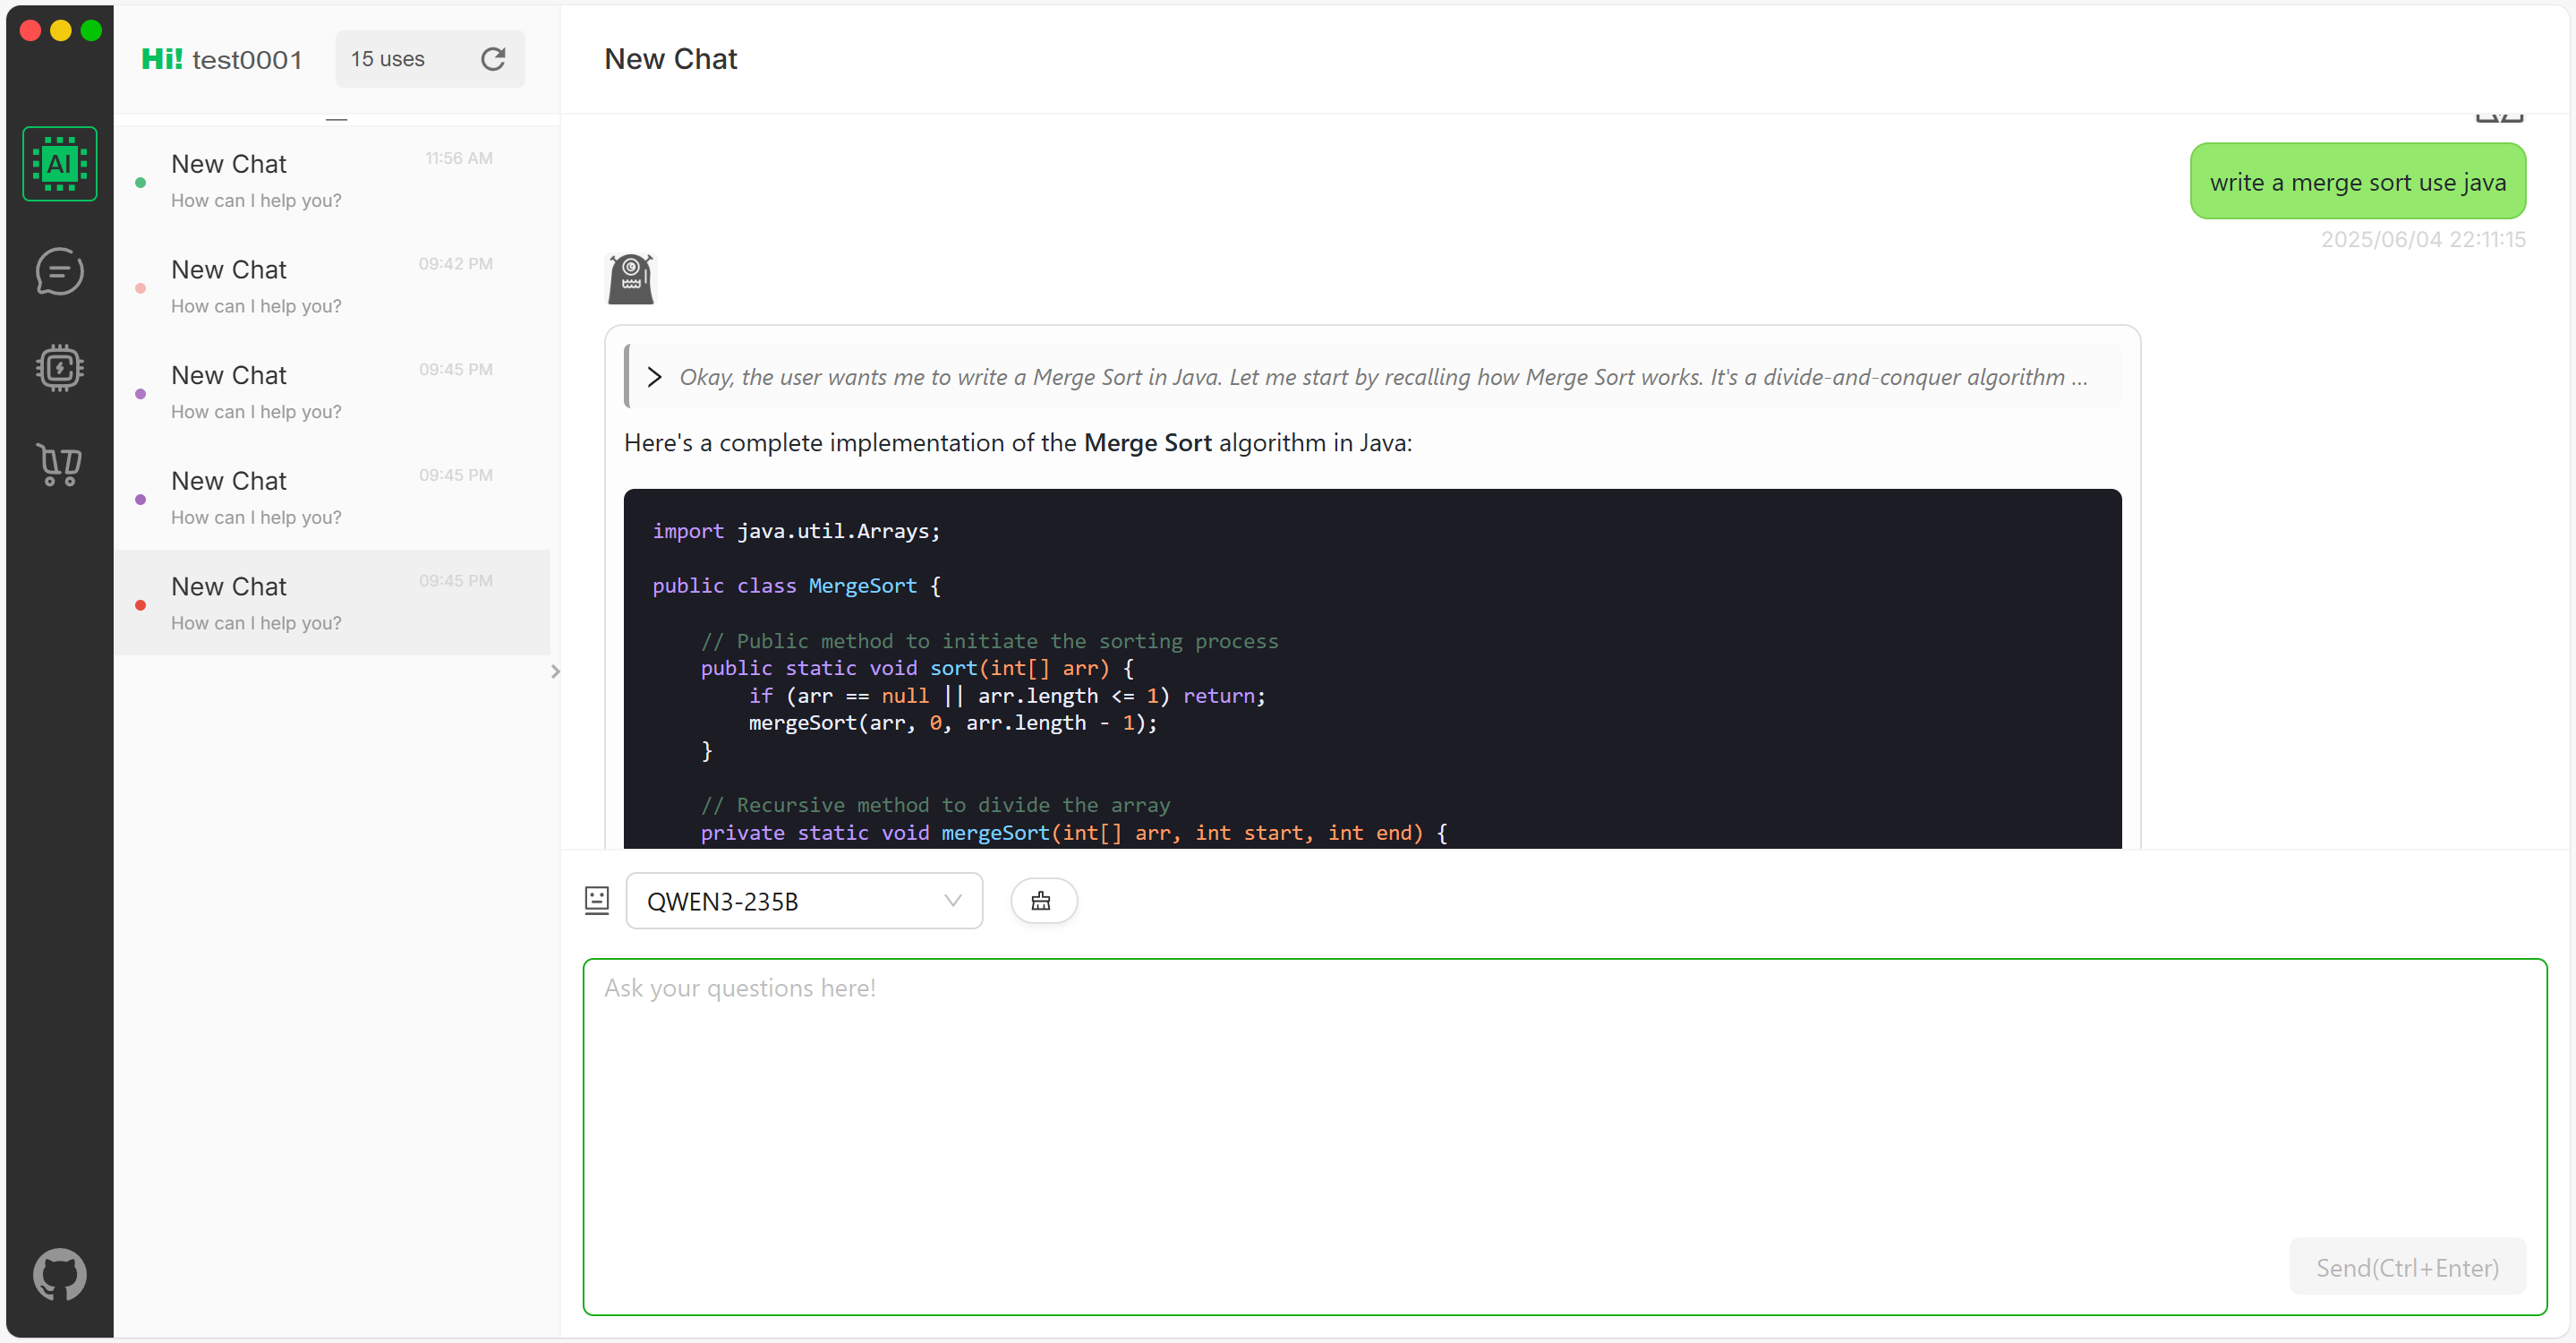 Hi! test0001
15 uses
AI
New Chat
11:56 AM
How can I help you?
New Chat
09:42 PM
How can I help you?
New Chat
09:45 PM
How can I help you?
New Chat
09:45 PM
How can I help you?
New Chat
09:45 PM
How can I help you?
New Chat
write a merge sort use java
2025/06/04 22:11:15
Okay, the user wants me to write a Merge Sort in Java. Let me start by recalling how Merge Sort works. It's a divide-and-conquer algorithm ...
Here's a complete implementation of the Merge Sort algorithm in Java:
import java.util.Arrays;
public class MergeSort {
// Public method to initiate the sorting process
public static void sort(int[] arr) {
if (arr == null || arr.length <= 1) return;
mergeSort(arr, 0, arr.length - 1);
}
// Recursive method to divide the array
private static void mergeSort(int[] arr, int start, int end) {
QWEN3-235B
Ask your questions here!
Send(Ctrl+Enter)